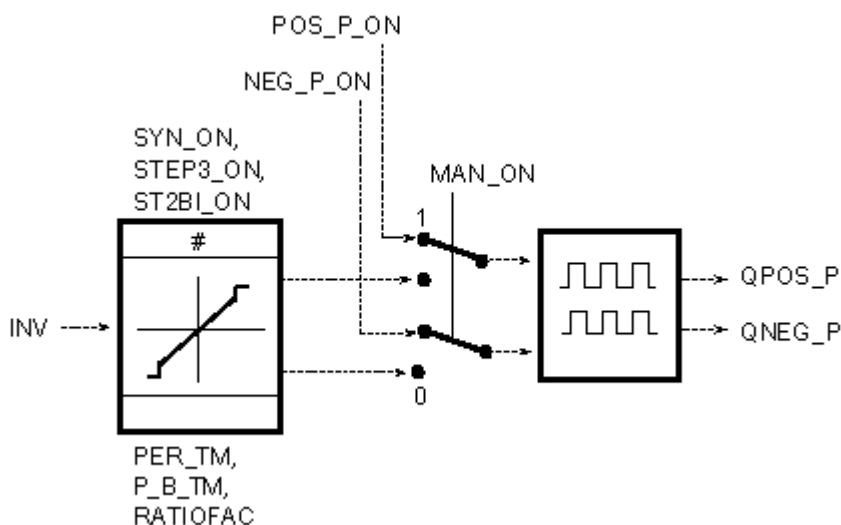 POS_P_ON
NEG_P_ON
SYN_ON,
STEP3_ON,
ST2BI_ON
MAN_ON
1
#
QPOS_P
INV
QNEG_P
0
PER_TM,
P_B_TM,
RATIOFAC